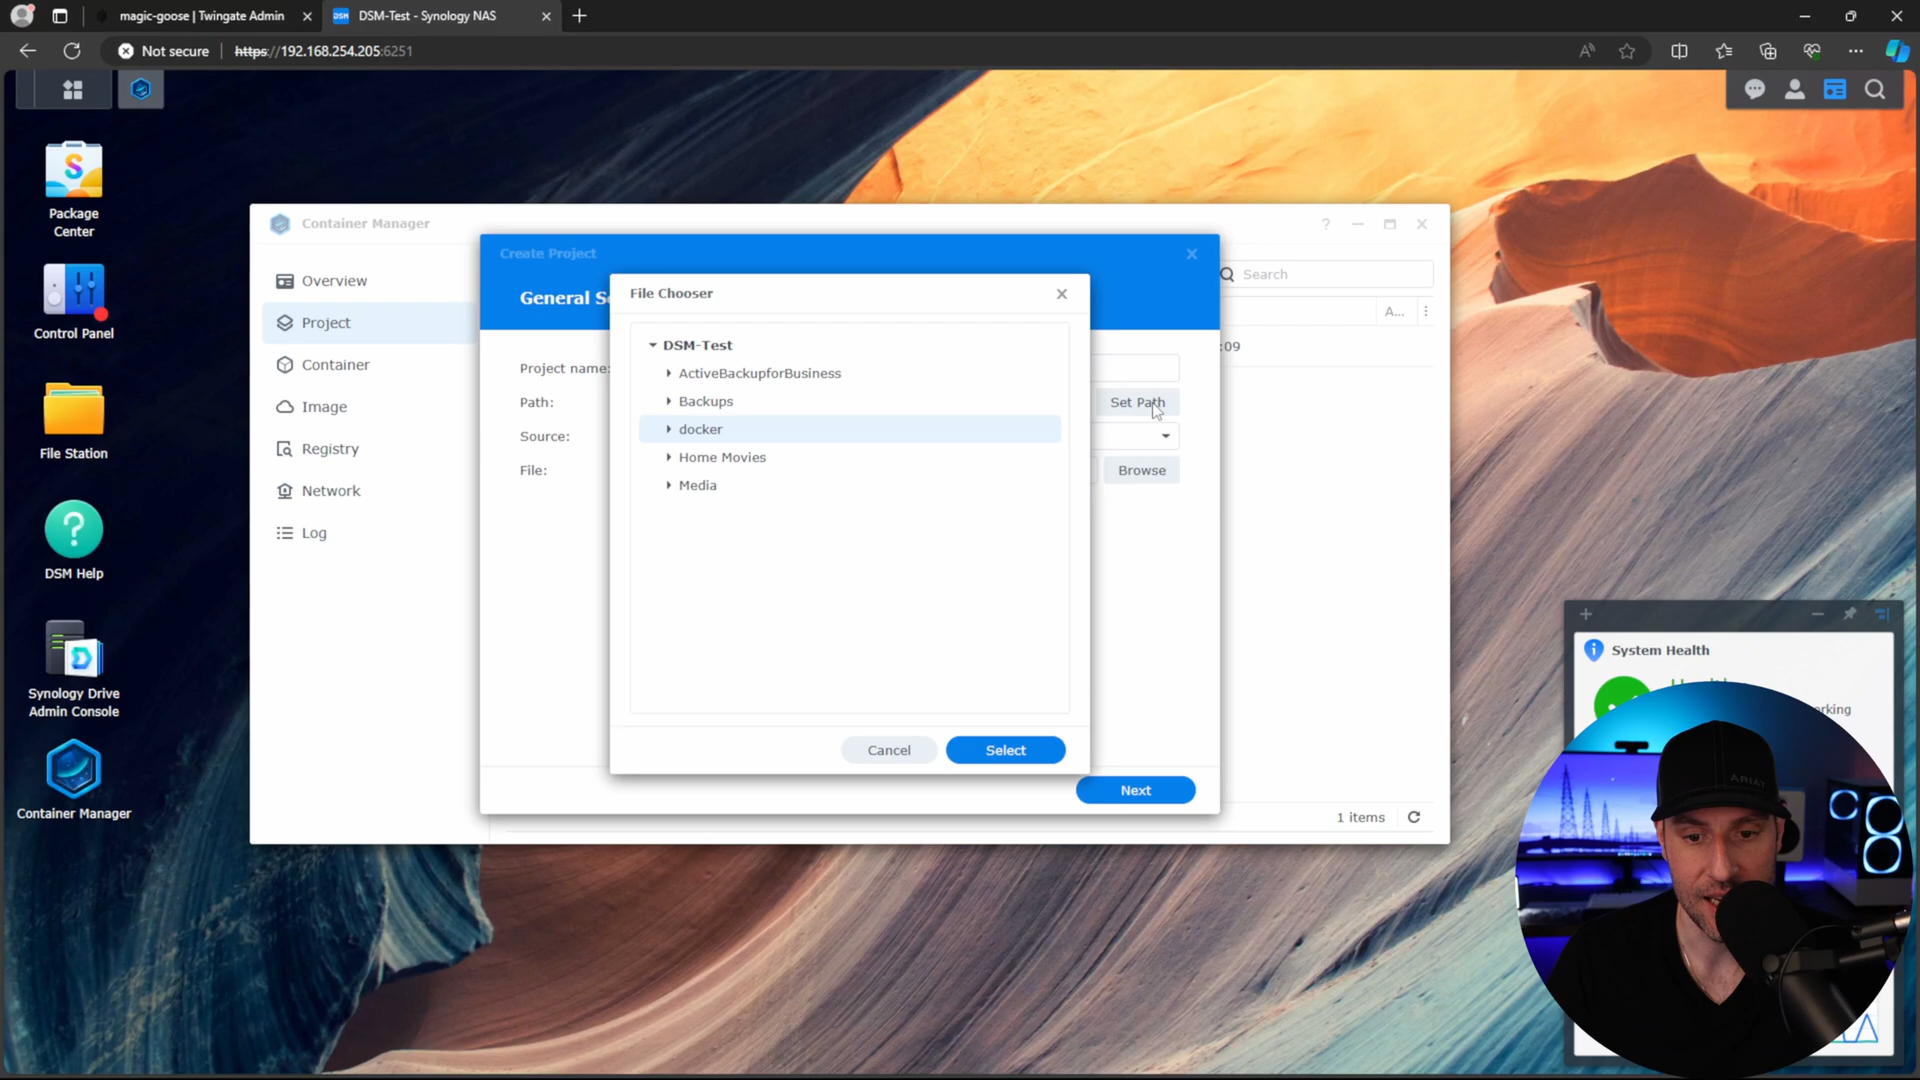 magic-goose | Twingate Admin
DSM
DSM-Test - Synology NAS
Not secure
https://192.168.254.205:6251
Package
Center
Control Panel
File Station
DSM Help
Synology Drive
Admin Console
Container Manager
Container Manager
Overview
Project
Container
Image
Registry
Network
Log
Search
A...
:09
1 items
Create Project
General S
Project name:
Path:
Set Path
Source:
File:
Browse
Next
File Chooser
DSM-Test
ActiveBackupforBusiness
Backups
docker
Home Movies
Media
Cancel
Select
System Health
rking
ARIAT